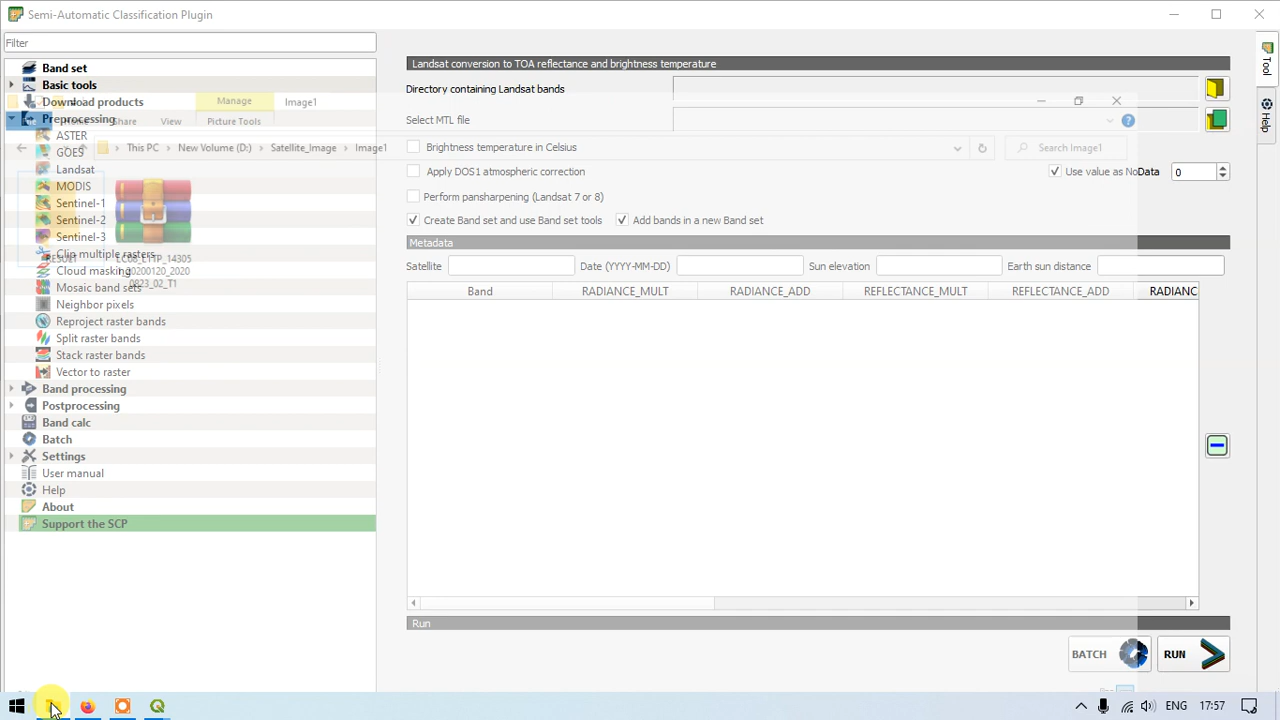 Semi-Automatic Classification Plugin
Filter
Band set
Basic tools
Download products
Preprocessing
ASTER
GOES
Landsat
MODIS
Sentinel-1
Sentinel-2
Sentinel-3
Clip multiple rasters
Cloud masking
Mosaic band sets
Neighbor pixels
Reproject raster bands
Split raster bands
Stack raster bands
Vector to raster
Band processing
Postprocessing
Band calc
Batch
Settings
User manual
Help
About
Support the SCP
Manage
Image1
Share
View
Picture Tools
This PC
New Volume (D:)
Satellite_Image
Image1
Search Image1
RESULT
20200120_2020
0223_02_T1
Landsat conversion to TOA reflectance and brightness temperature
Directory containing Landsat bands
Select MTL file
Brightness temperature in Celsius
Apply DOS1 atmospheric correction
Use value as NoData
0
Perform pansharpening (Landsat 7 or 8)
Create Band set and use Band set tools
Add bands in a new Band set
Metadata
Satellite
Date (YYYY-MM-DD)
Sun elevation
Earth sun distance
Band
RADIANCE_MULT
RADIANCE_ADD
REFLECTANCE_MULT
REFLECTANCE_ADD
RADIANC
Run
BATCH
RUN
Tool
Help
ENG
17:57